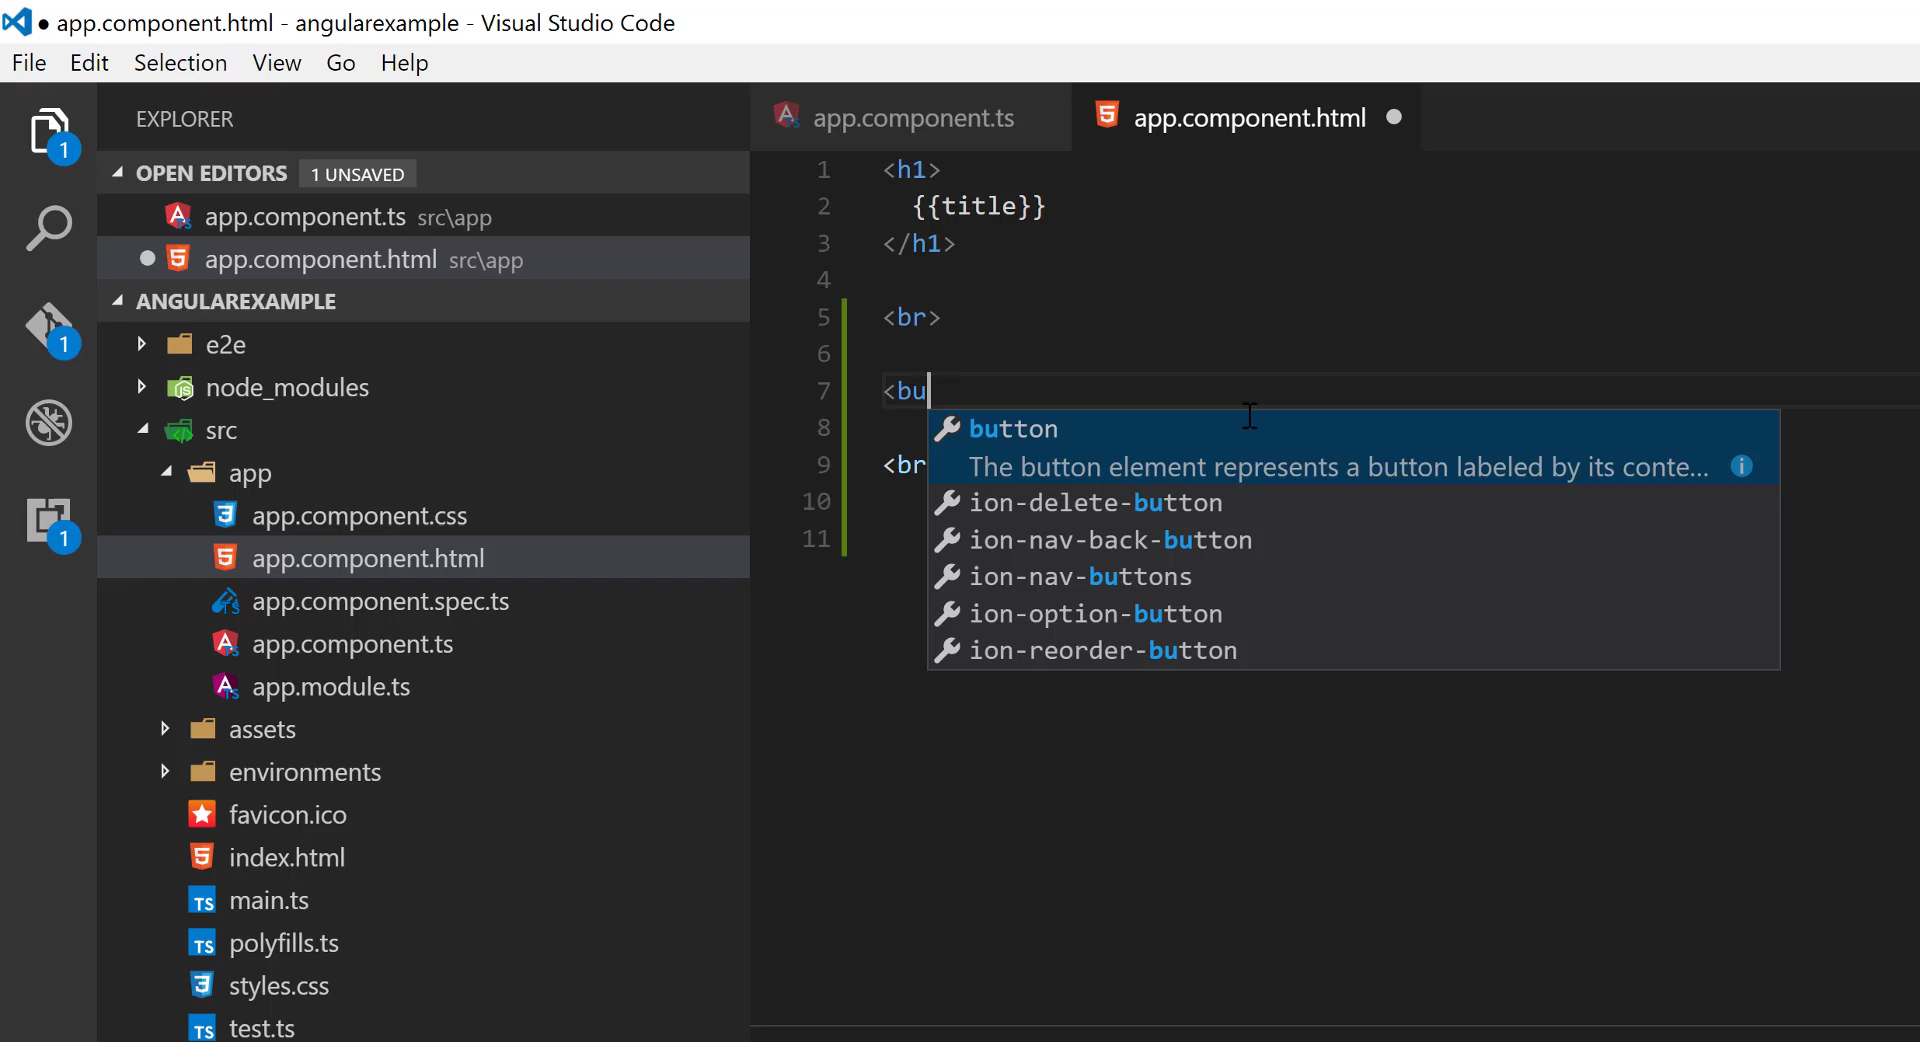 app.component.html - angularexample - Visual Studio Code
File Edit Selection View Go Help
EXPLORER
OPEN EDITORS 1 UNSAVED
app.component.ts src\app
app.component.html src\app
ANGULAREXAMPLE
e2e
node_modules
src
app
app.component.css
app.component.html
app.component.spec.ts
app.component.ts
app.module.ts
assets
environments
favicon.ico
index.html
main.ts
polyfills.ts
styles.css
test.ts
1
1
1
app.component.ts app.component.html
1 <h1>
2 {{title}}
3 </h1>
4
5 <br>
6
7 <bu
8
9 <br
10
11
button
The button element represents a button labeled by its conte...
ion-delete-button
ion-nav-back-button
ion-nav-buttons
ion-option-button
ion-reorder-button